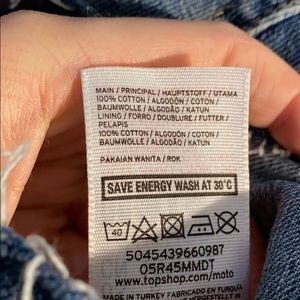 MAIN / PRINCIPAL / HAUPTSTOFF / UTAMA
100% COTTON / ALGODÓN / COTON /
BAUMWOLLE / ALGODÃO / KATUN
LINING / FORRO / DOUBLURE / FUTTER /
PELAPIS
100% COTTON / ALGODÓN / COTON /
BAUMWOLLE / ALGODÃO / KATUN
PAKAIAN WANITA / ROK
SAVE ENERGY WASH AT 30°C
40
5045439660987
05R45MMDT
www.topshop.com/moto
MADE IN TURKEY FABRICADO EN TURQUÍA